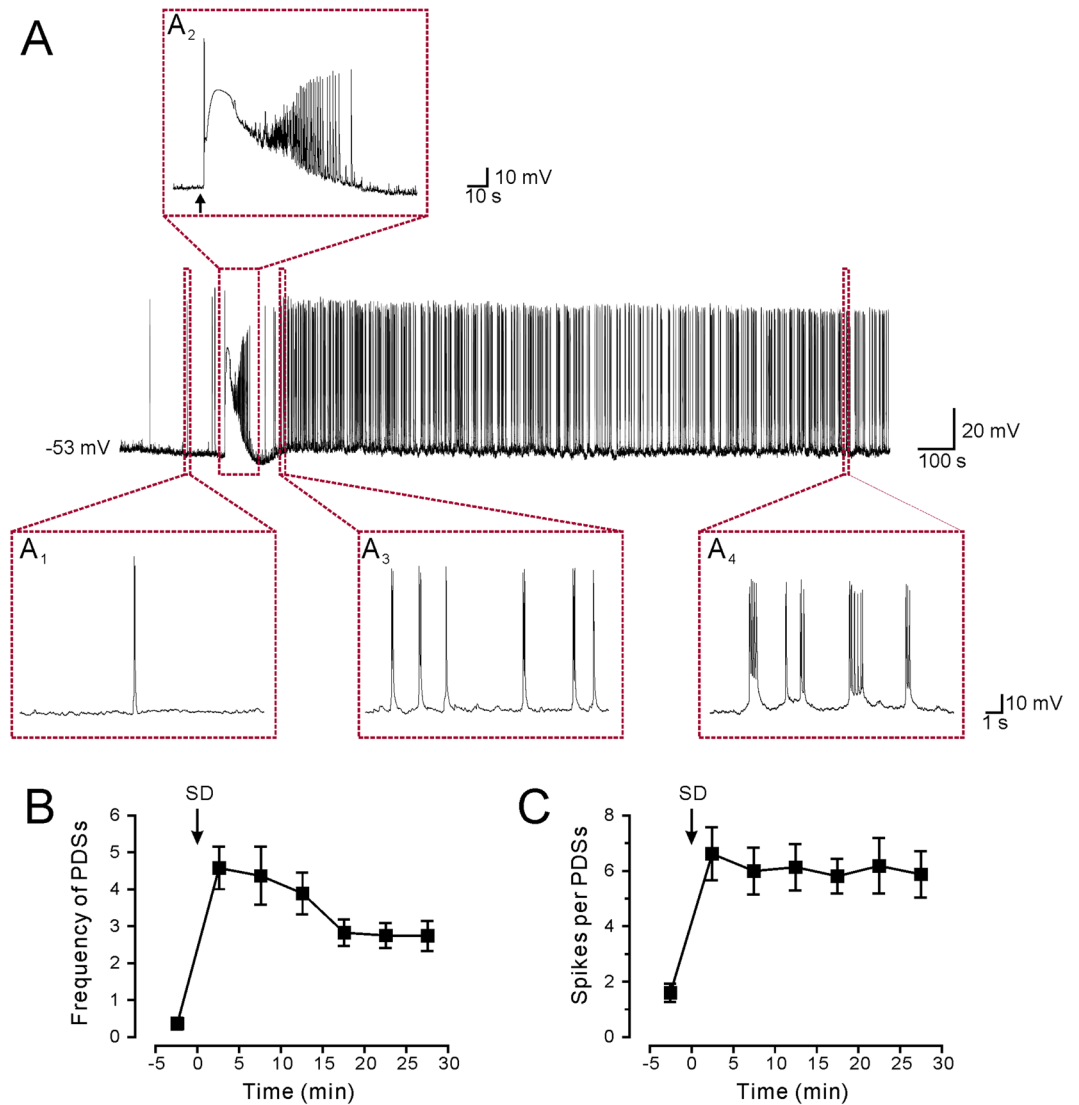 A
A2
10 mV
10 s
-53 mV
20 mV
100 s
A1
A3
A4
10 mV
1 s
B
SD
Frequency of PDSs
6
5
4
3
2
1
0
-5 0 5 10 15 20 25 30
Time (min)
C
SD
Spikes per PDSs
8
6
4
2
0
-5 0 5 10 15 20 25 30
Time (min)